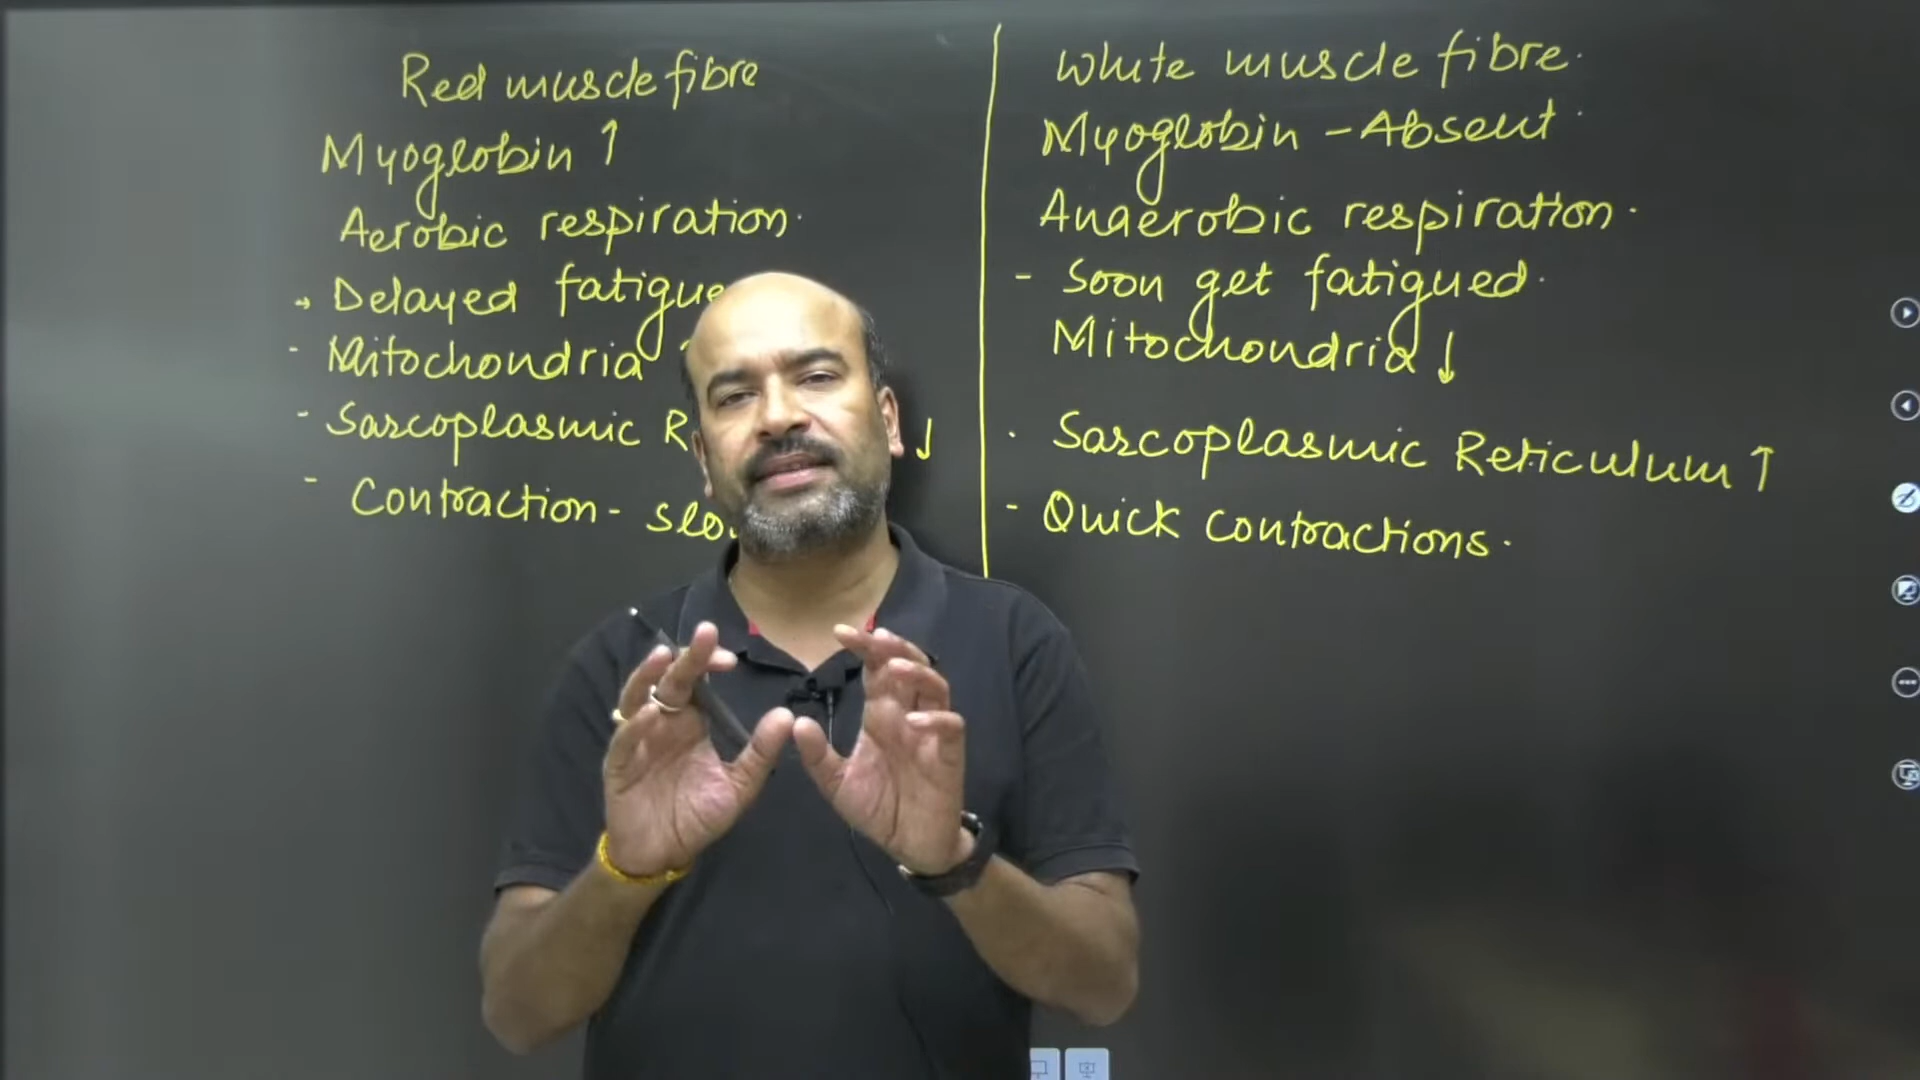 Red muscle fibre
Myoglobin ↑
Aerobic respiration.
→ Delayed fatigue
- Mitochondria
- Sarcoplasmic R ↓
- Contraction - slo
White muscle fibre.
Myoglobin - Absent.
Anaerobic respiration.
- Soon get fatigued.
Mitochondria ↓
. Sarcoplasmic Reticulum ↑
- Quick contractions.